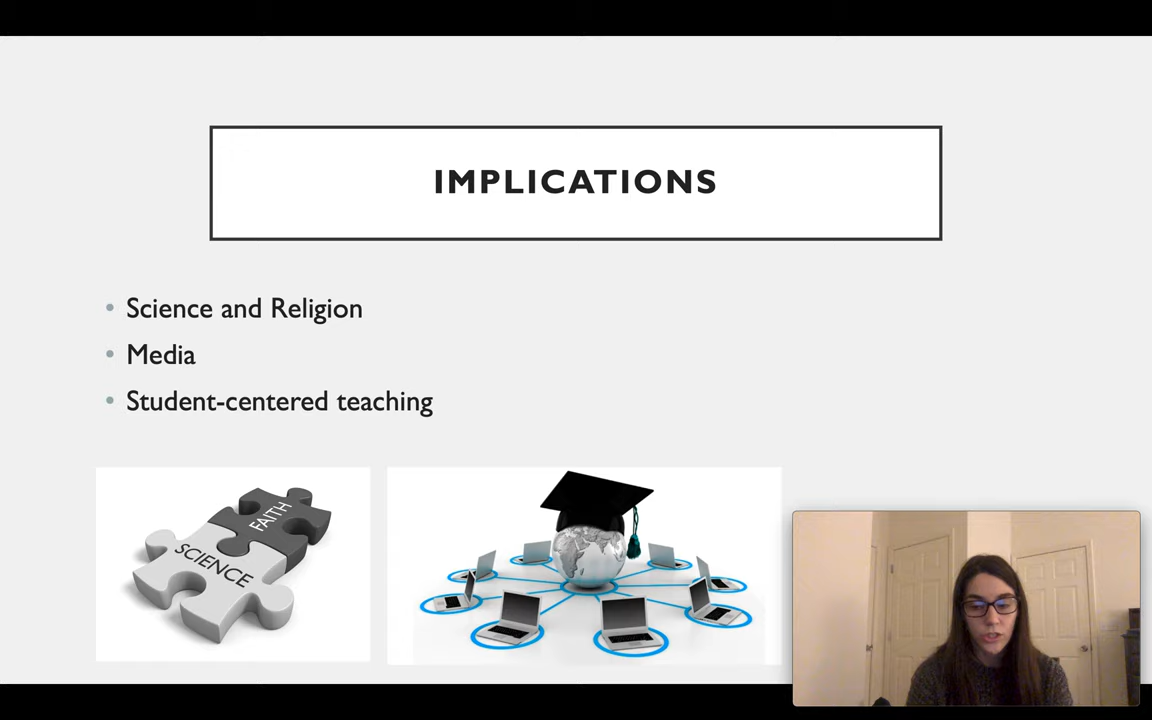 IMPLICATIONS
Science and Religion
Media
Student-centered teaching
FAITH
SCIENCE